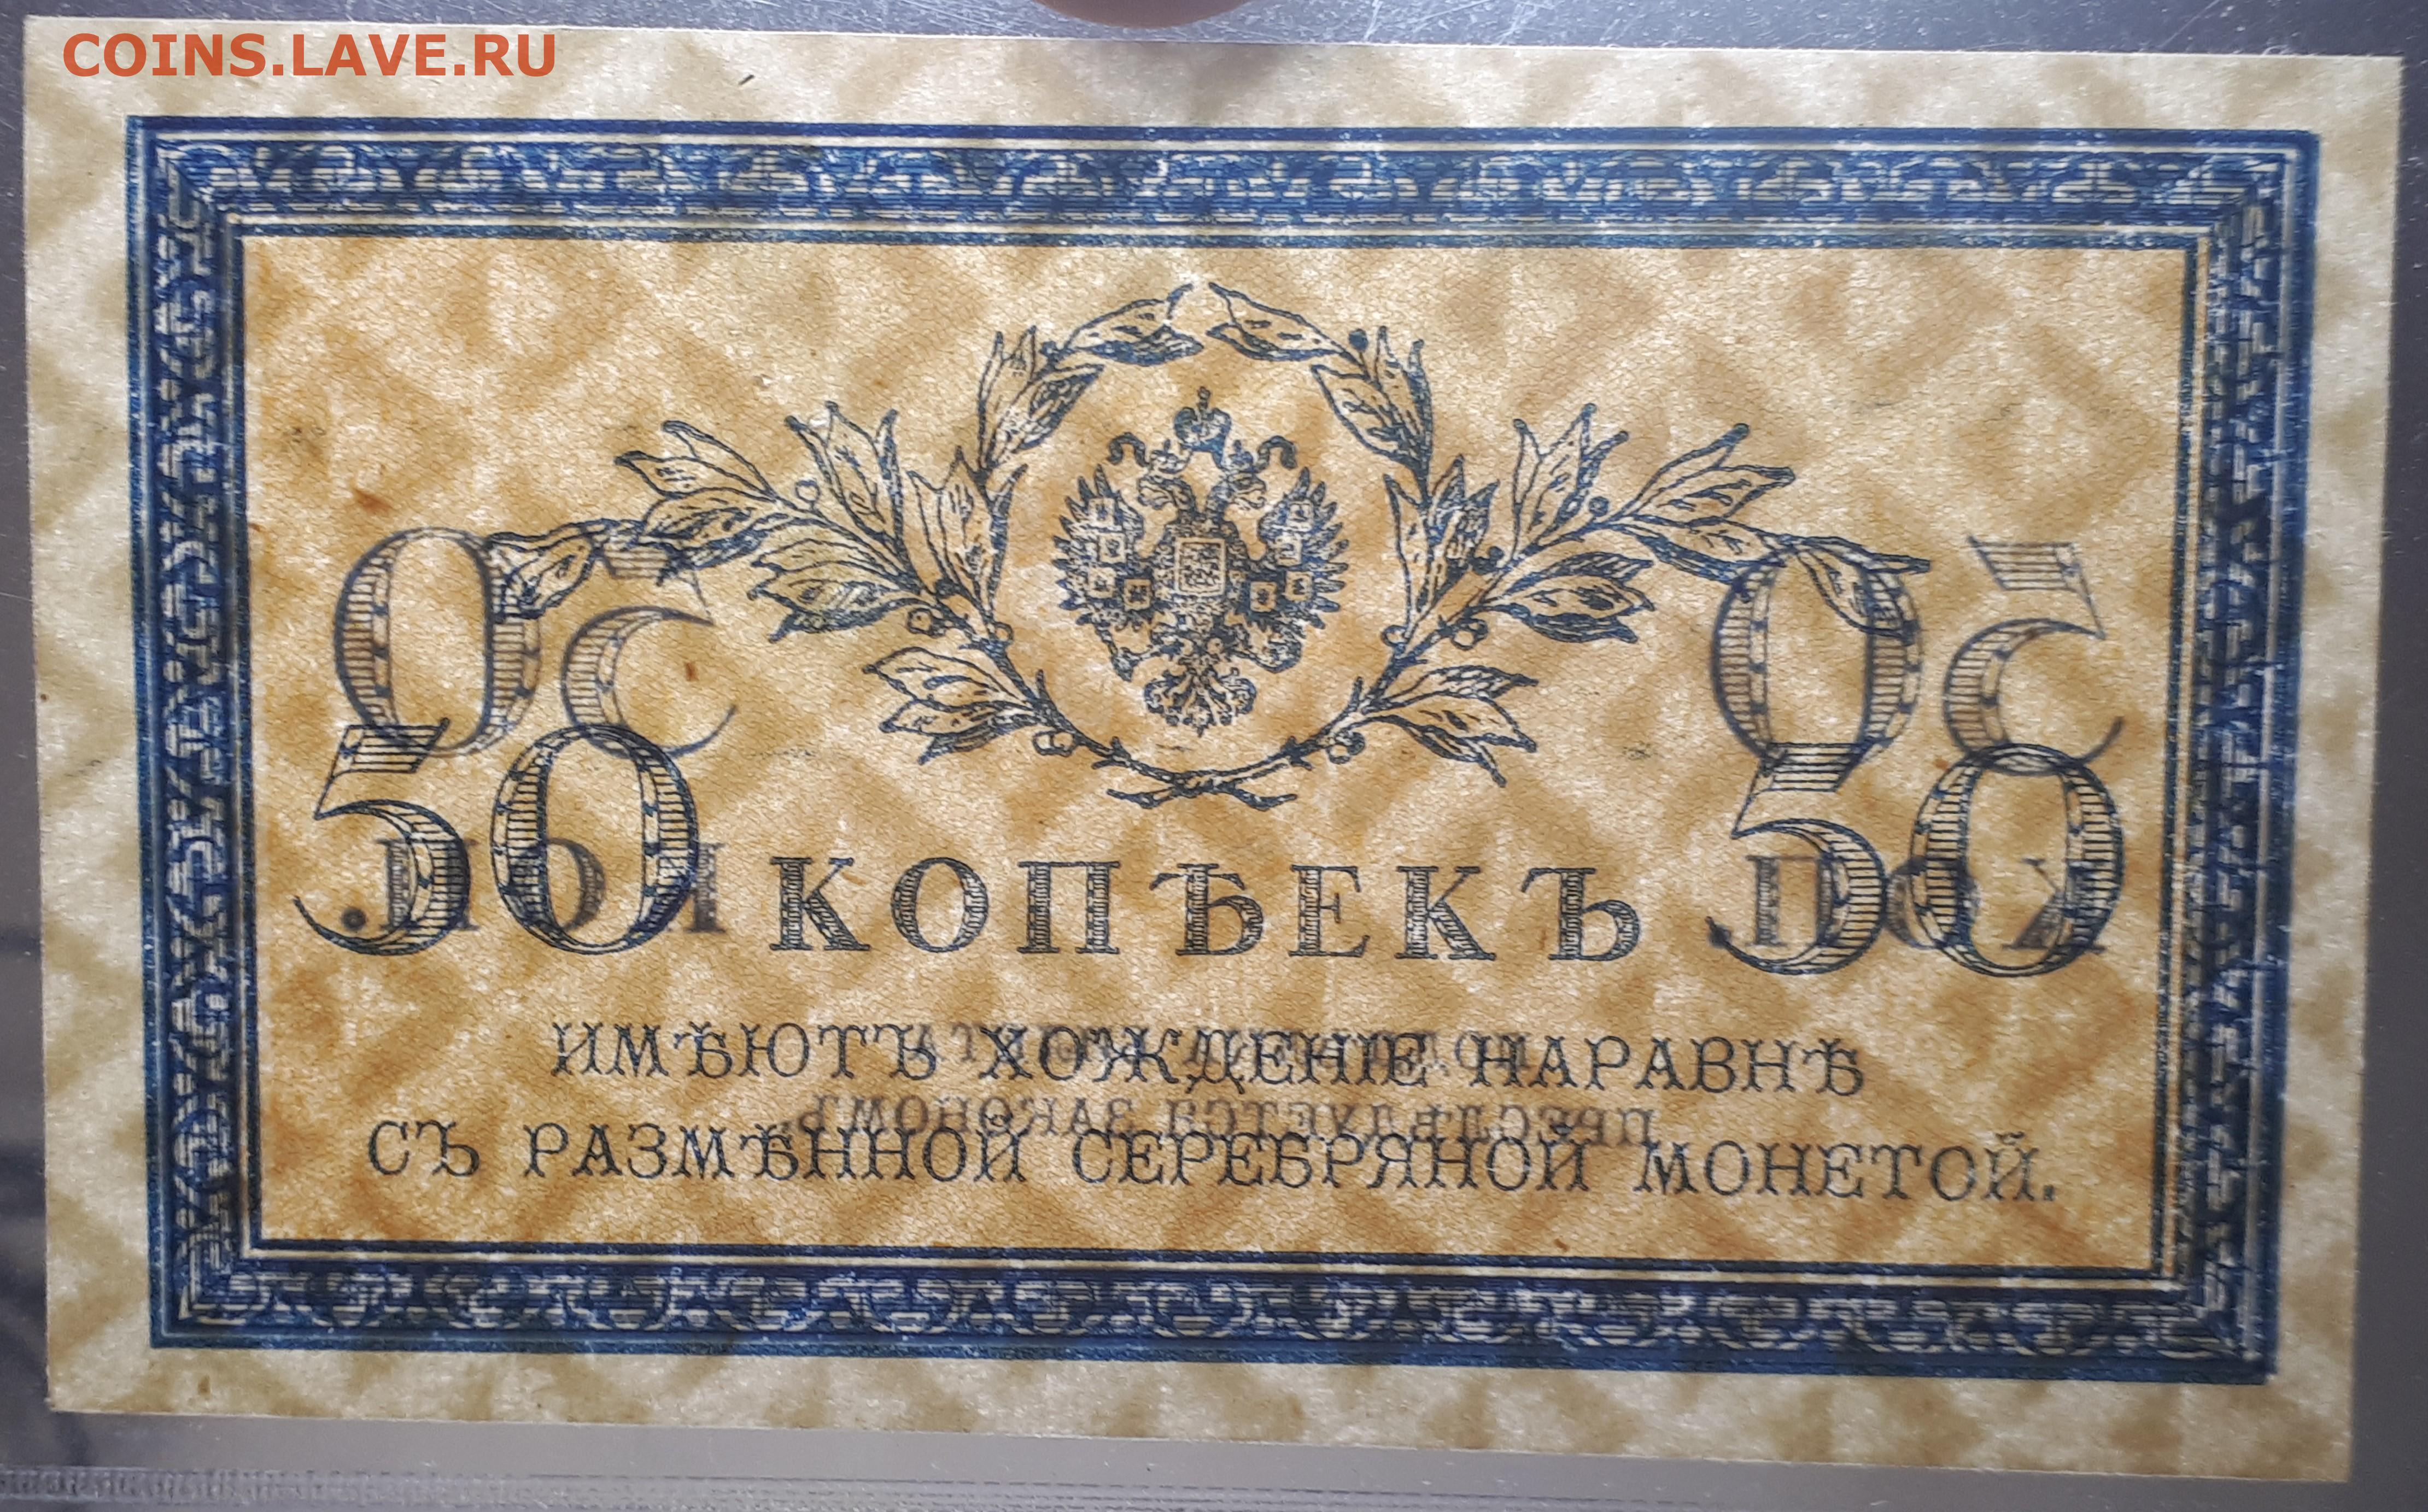 COINS.LAVE.RU
50 КОПѢЕКЪ 50
ИМѢЮТЪ ХОЖДЕНІЕ НАРАВНѢ
СЪ РАЗМѢННОЙ СЕРЕБРЯНОЙ МОНЕТОЙ.